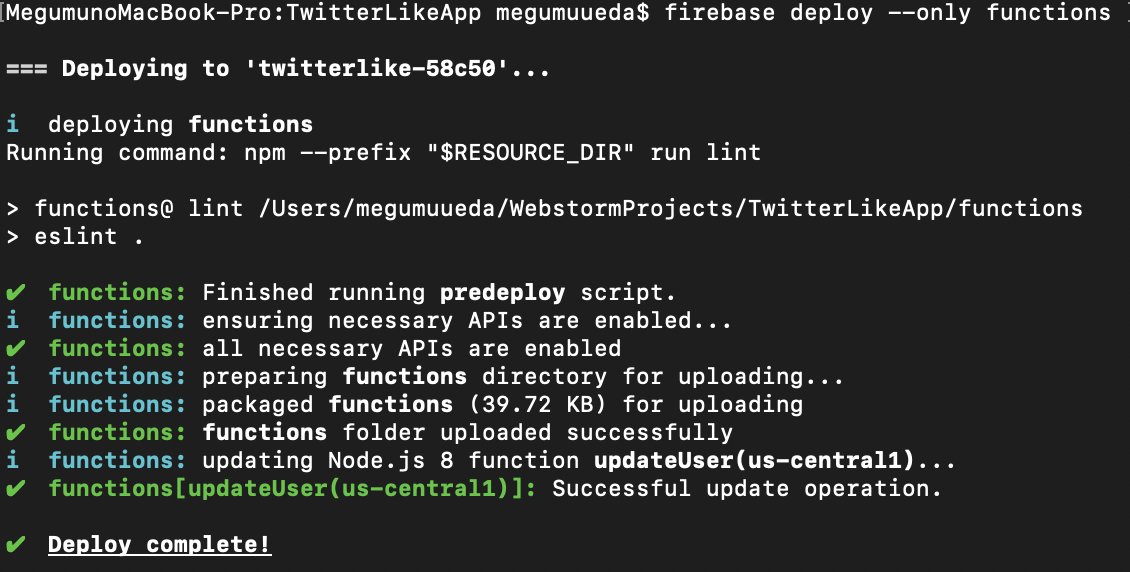 [MegumunoMacBook-Pro:TwitterLikeApp megumuueda$ firebase deploy --only functions
=== Deploying to 'twitterlike-58c50'...
i  deploying functions
Running command: npm --prefix "$RESOURCE_DIR" run lint
> functions@ lint /Users/megumuueda/WebstormProjects/TwitterLikeApp/functions
> eslint .
✔  functions: Finished running predeploy script.
i  functions: ensuring necessary APIs are enabled...
✔  functions: all necessary APIs are enabled
i  functions: preparing functions directory for uploading...
i  functions: packaged functions (39.72 KB) for uploading
✔  functions: functions folder uploaded successfully
i  functions: updating Node.js 8 function updateUser(us-central1)...
✔  functions[updateUser(us-central1)]: Successful update operation.
✔  Deploy complete!